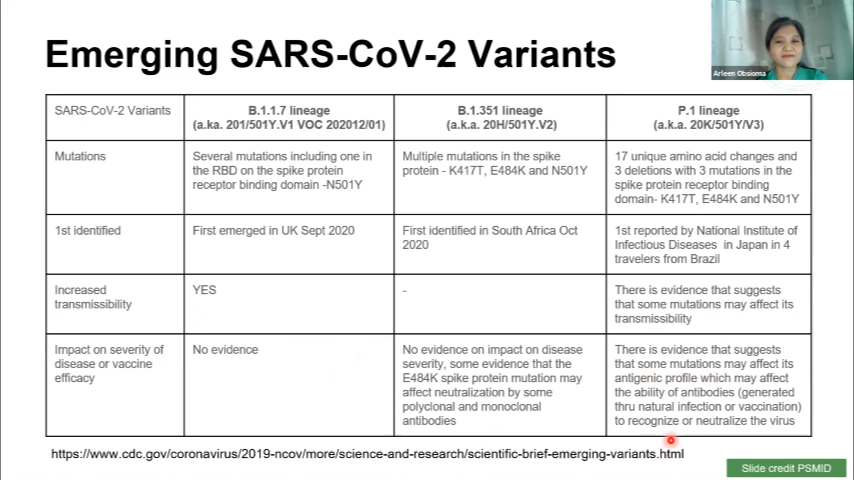 Emerging SARS-CoV-2 Variants
Arleen Obsioma
SARS-CoV-2 Variants
B.1.1.7 lineage
(a.ka. 201/501Y.V1 VOC 202012/01)
B.1.351 lineage
(a.k.a. 20H/501Y.V2)
P.1 lineage
(a.k.a. 20K/501Y/V3)
Mutations
Several mutations including one in
the RBD on the spike protein
receptor binding domain -N501Y
Multiple mutations in the spike
protein - K417T, E484K and N501Y
17 unique amino acid changes and
3 deletions with 3 mutations in the
spike protein receptor binding
domain- K417T, E484K and N501Y
1st identified
First emerged in UK Sept 2020
First identified in South Africa Oct
2020
1st reported by National Institute of
Infectious Diseases in Japan in 4
travelers from Brazil
Increased
transmissibility
YES
-
There is evidence that suggests
that some mutations may affect its
transmissibility
Impact on severity of
disease or vaccine
efficacy
No evidence
No evidence on impact on disease
severity, some evidence that the
E484K spike protein mutation may
affect neutralization by some
polyclonal and monoclonal
antibodies
There is evidence that suggests
that some mutations may affect its
antigenic profile which may affect
the ability of antibodies (generated
thru natural infection or vaccination)
to recognize or neutralize the virus
https://www.cdc.gov/coronavirus/2019-ncov/more/science-and-research/scientific-brief-emerging-variants.html
Slide credit PSMID